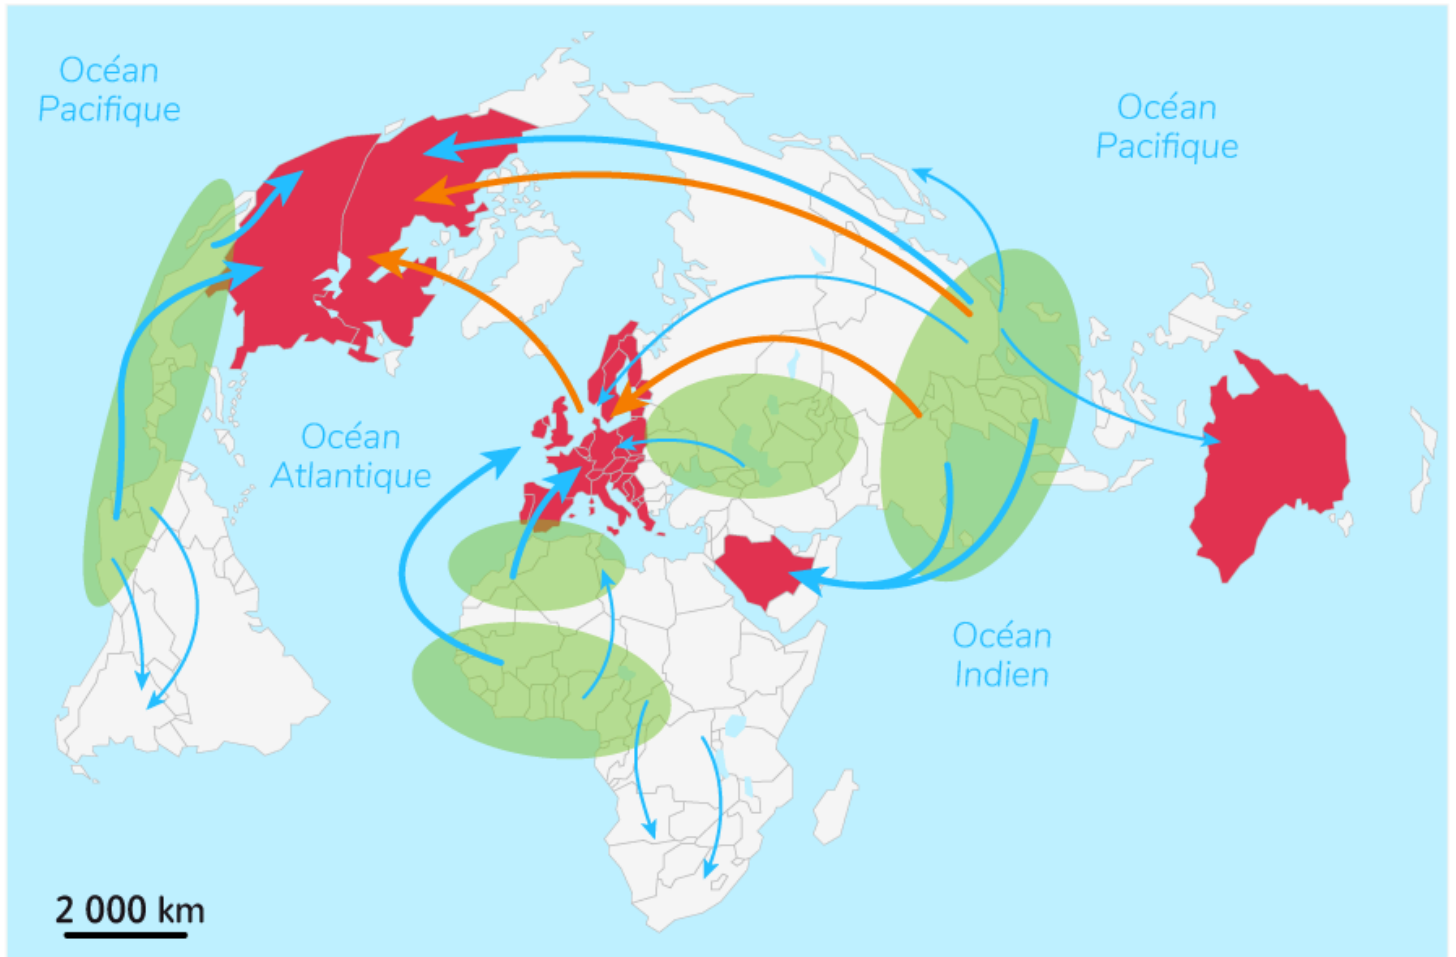 Océan
Pacifique
Océan
Pacifique
Océan
Atlantique
Océan
Indien
2 000 km